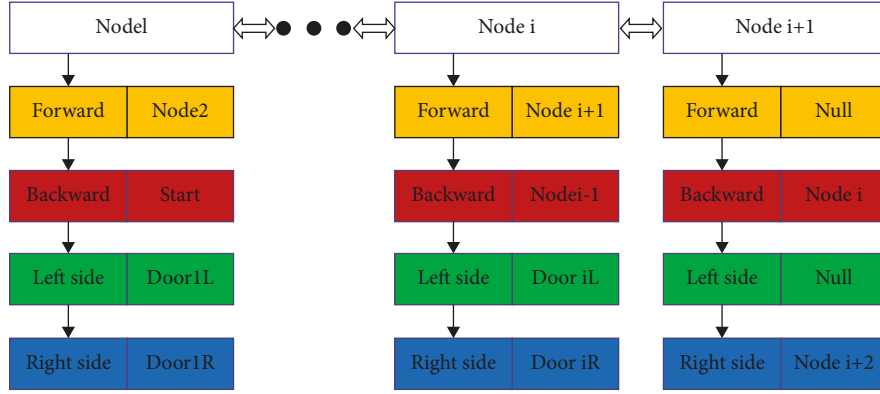 Nodel
Node i
Node i+1
Forward Node2
Forward Node i+1
Forward Null
Backward Start
Backward Nodei-1
Backward Node i
Left side Door1L
Left side Door iL
Left side Null
Right side Door1R
Right side Door iR
Right side Node i+2